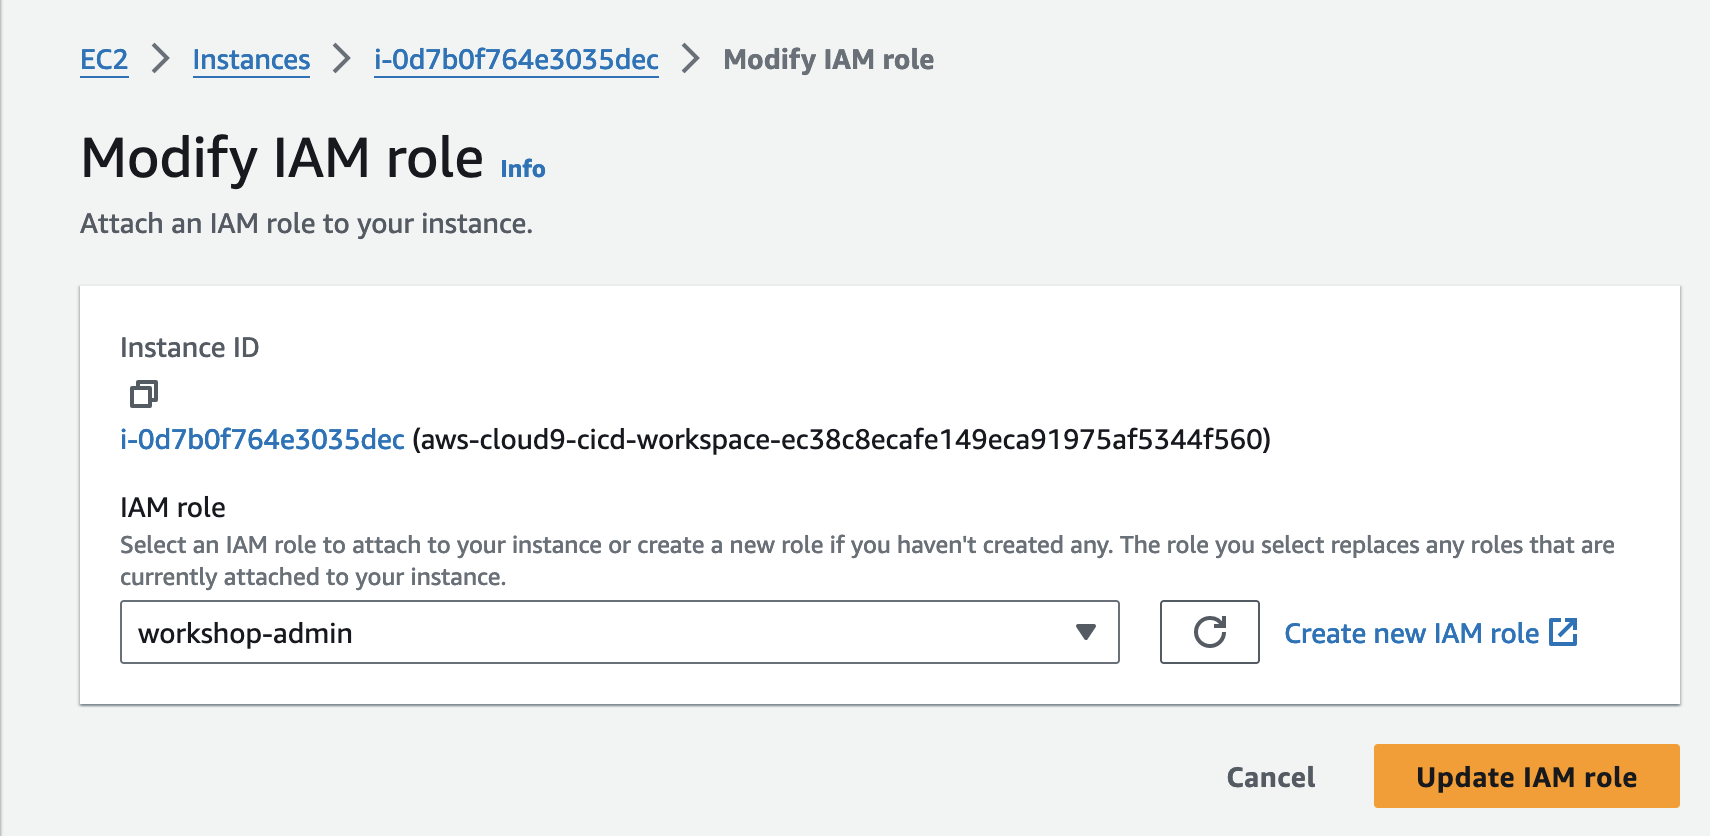 EC2 > Instances > i-0d7b0f764e3035dec > Modify IAM role
Modify IAM role Info
Attach an IAM role to your instance.
Instance ID
i-0d7b0f764e3035dec (aws-cloud9-cicd-workspace-ec38c8ecafe149eca91975af5344f560)
IAM role
Select an IAM role to attach to your instance or create a new role if you haven't created any. The role you select replaces any roles that are
currently attached to your instance.
workshop-admin
Create new IAM role
Cancel
Update IAM role